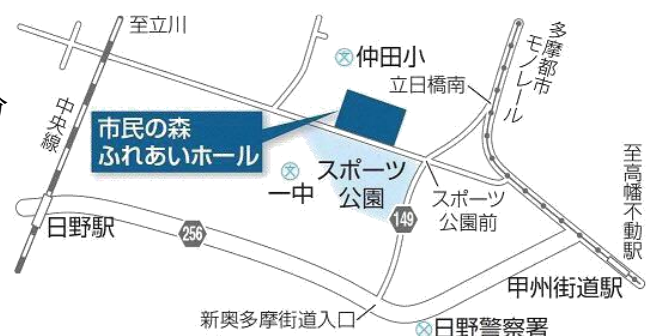 至立川
中央線
市民の森
ふれあいホール
仲田小
立日橋南
多摩都市
モノレール
至高幡不動駅
一中
スポーツ
公園
スポーツ
公園前
149
256
日野駅
甲州街道駅
新奥多摩街道入口
日野警察署
文
文
文